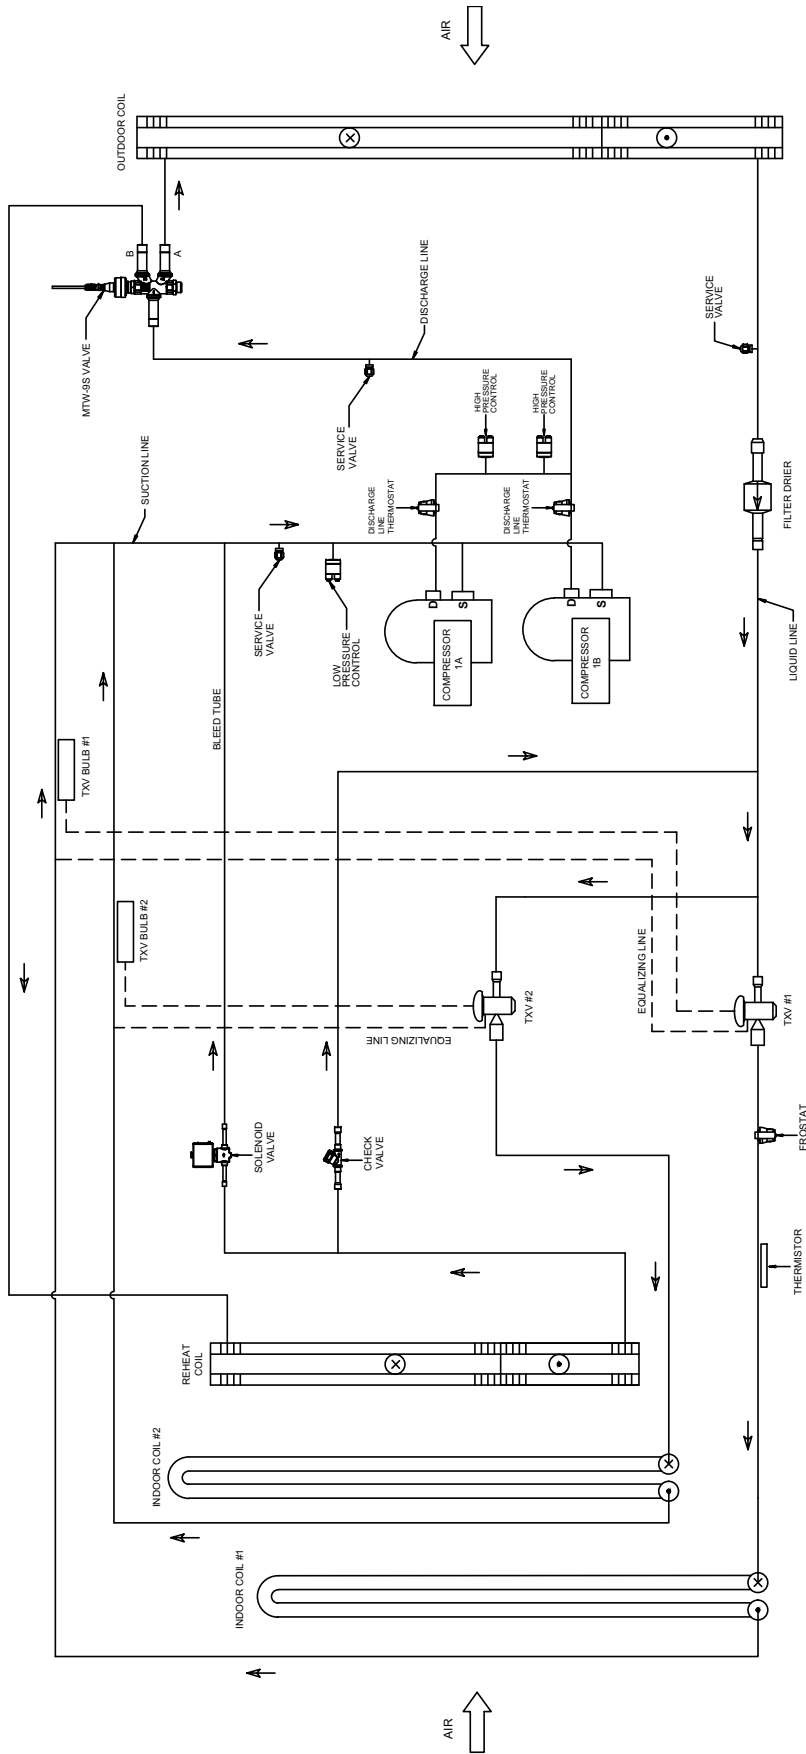 TXV BULB #1
MTW-9S VALVE
OUTDOOR COIL
B
A
TXV BULB #2
SUCTION LINE
INDOOR COIL #2
REHEAT
COIL
BLEED TUBE
INDOOR COIL #1
SOLENOID
VALVE
SERVICE
VALVE
LOW
PRESSURE
CONTROL
SERVICE
VALVE
CHECK
VALVE
EQUALIZING LINE
DISCHARGE
LINE
THERMOSTAT
DISCHARGE LINE
AIR
AIR
D
S
COMPRESSOR
1A
HIGH
PRESSURE
CONTROL
DISCHARGE
LINE
THERMOSTAT
HIGH
PRESSURE
CONTROL
TXV #2
D
S
COMPRESSOR
1B
EQUALIZING LINE
SERVICE
VALVE
TXV #1
FILTER DRIER
LIQUID LINE
THERMISTOR
FROSTAT